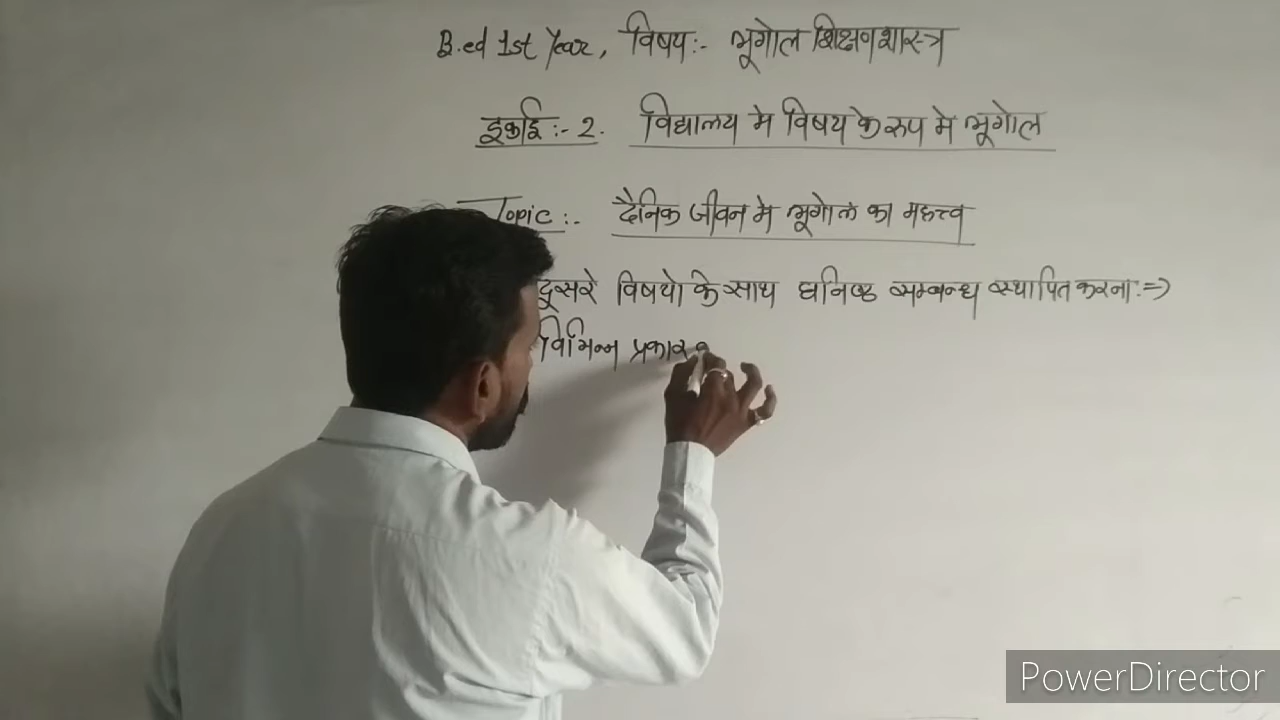 B.ed 1st Year, विषय:- भूगोल शिक्षणशास्त्र
इकाई:- 2. विद्यालय मे विषय के रुप मे भूगोल
Topic:- दैनिक जीवन मे भूगोल का महत्त्व
दुसरे विषयो के साथ घनिष्ठ सम्बन्ध स्थापित करना:=>
विभिन्न प्रकार
PowerDirector